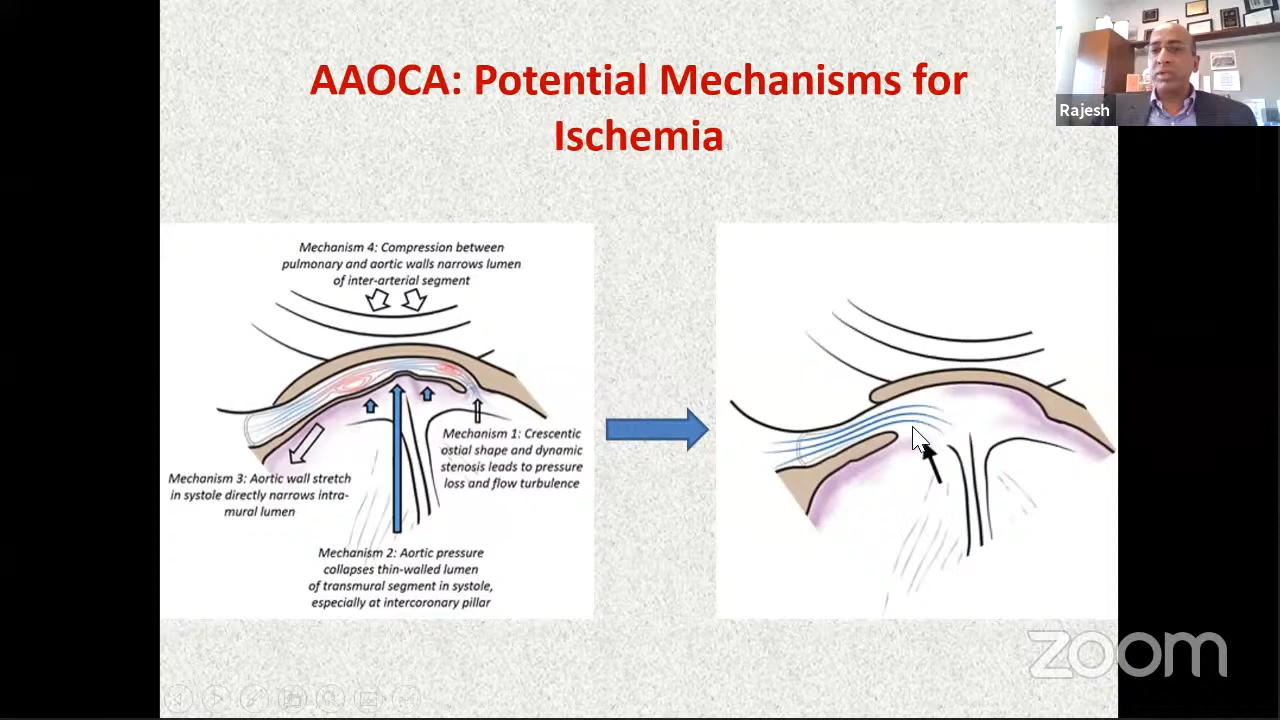 AAOCA: Potential Mechanisms for
Ischemia
Rajesh
Mechanism 4: Compression between
pulmonary and aortic walls narrows lumen
of inter-arterial segment
Mechanism 1: Crescentic
ostial shape and dynamic
stenosis leads to pressure
loss and flow turbulence
Mechanism 3: Aortic wall stretch
in systole directly narrows intra-
mural lumen
Mechanism 2: Aortic pressure
collapses thin-walled lumen
of transmural segment in systole,
especially at intercoronary pillar
zoom